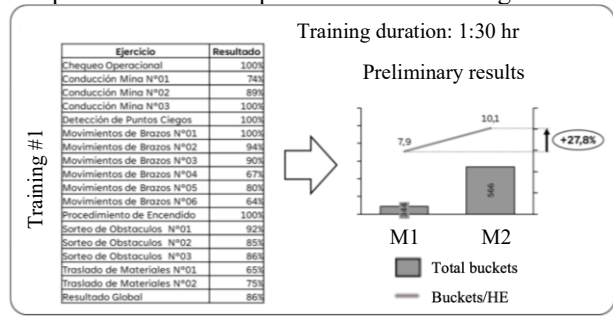 Training duration: 1:30 hr
Training #1
Ejercicio Resultado
Chequeo Operacional 100%
Conducción Mina N°01 74%
Conducción Mina N°02 89%
Conducción Mina N°03 100%
Detección de Puntos Ciegos 100%
Movimientos de Brazos N°01 100%
Movimientos de Brazos N°02 94%
Movimientos de Brazos N°03 90%
Movimientos de Brazos N°04 67%
Movimientos de Brazos N°05 80%
Movimientos de Brazos N°06 64%
Procedimiento de Encendido 100%
Sorteo de Obstaculos N°01 92%
Sorteo de Obstaculos N°02 85%
Sorteo de Obstaculos N°03 86%
Traslado de Materiales N°01 65%
Traslado de Materiales N°02 75%
Resultado Global 86%
Preliminary results
7,9
10,1
+27,8%
566
M1 M2
Total buckets
Buckets/HE